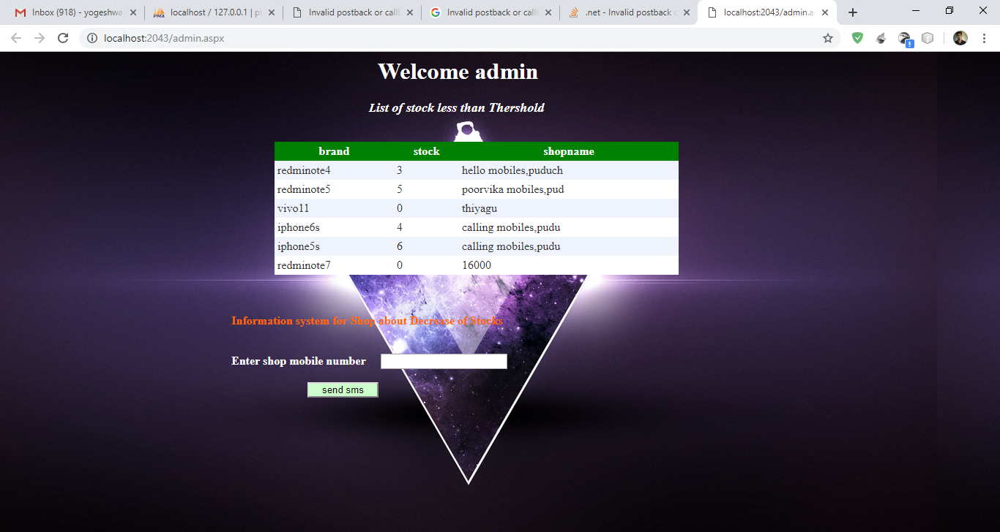 Inbox (918) - yogeshwa
localhost / 127.0.0.1 | p
Invalid postback or call
Invalid postback or call
.net - Invalid postback
localhost:2043/admin.a
localhost:2043/admin.aspx
Welcome admin
List of stock less than Thershold
brand stock shopname
redminote4 3 hello mobiles,puduch
redminote5 5 poorvika mobiles,pud
vivo11 0 thiyagu
iphone6s 4 calling mobiles,pudu
iphone5s 6 calling mobiles,pudu
redminote7 0 16000
Information system for Shop about Decrease of Stocks
Enter shop mobile number
send sms